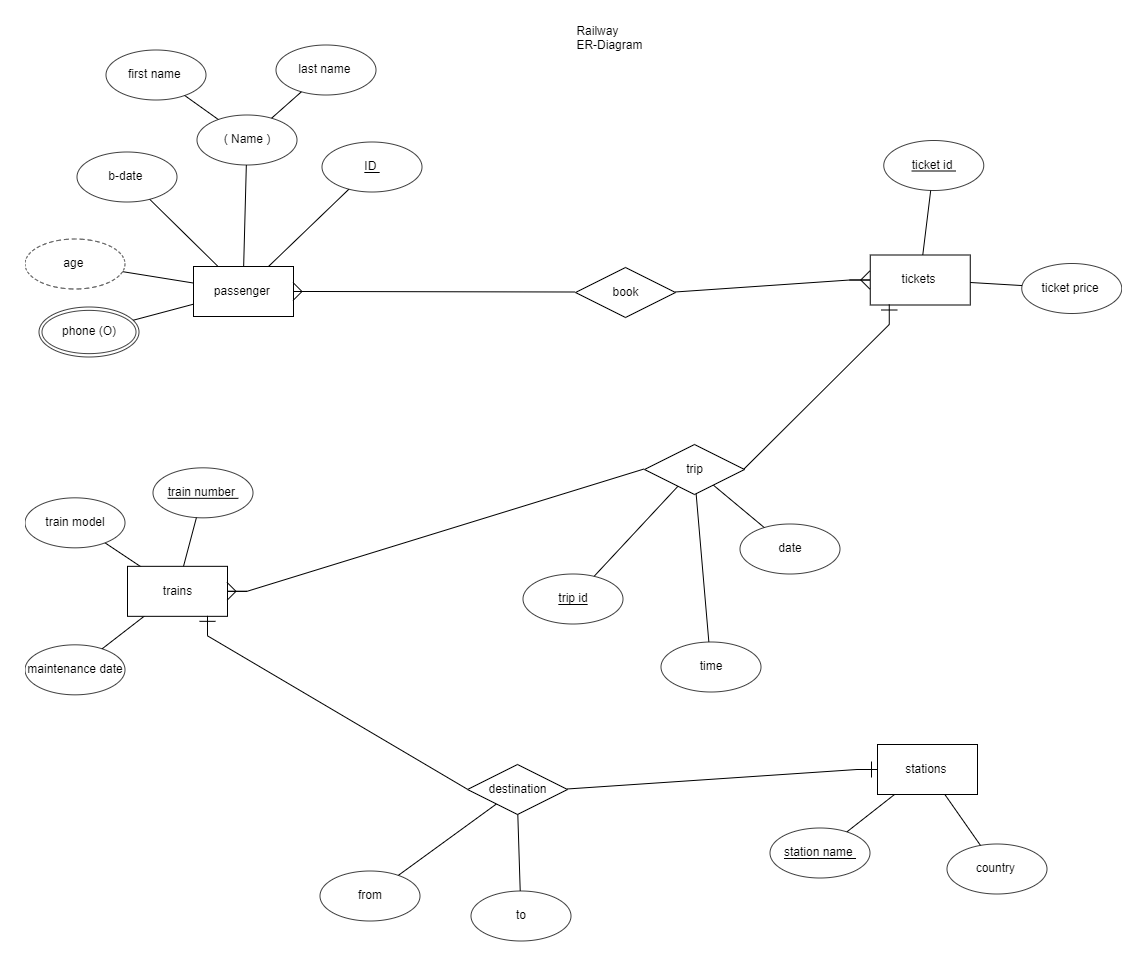 Railway
ER-Diagram
first name
last name
( Name )
ID
b-date
age
phone (O)
passenger
book
tickets
ticket id
ticket price
trip
train number
train model
trains
maintenance date
date
trip id
time
destination
stations
station name
country
from
to